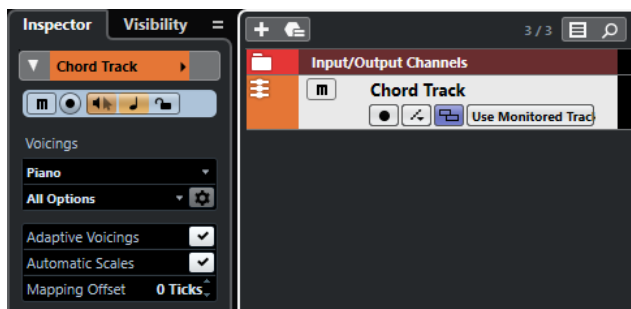 Inspector Visibility
3 / 3
Chord Track
m
Voicings
Piano
All Options
Adaptive Voicings
Automatic Scales
Mapping Offset 0 Ticks
Input/Output Channels
m Chord Track
Use Monitored Trac